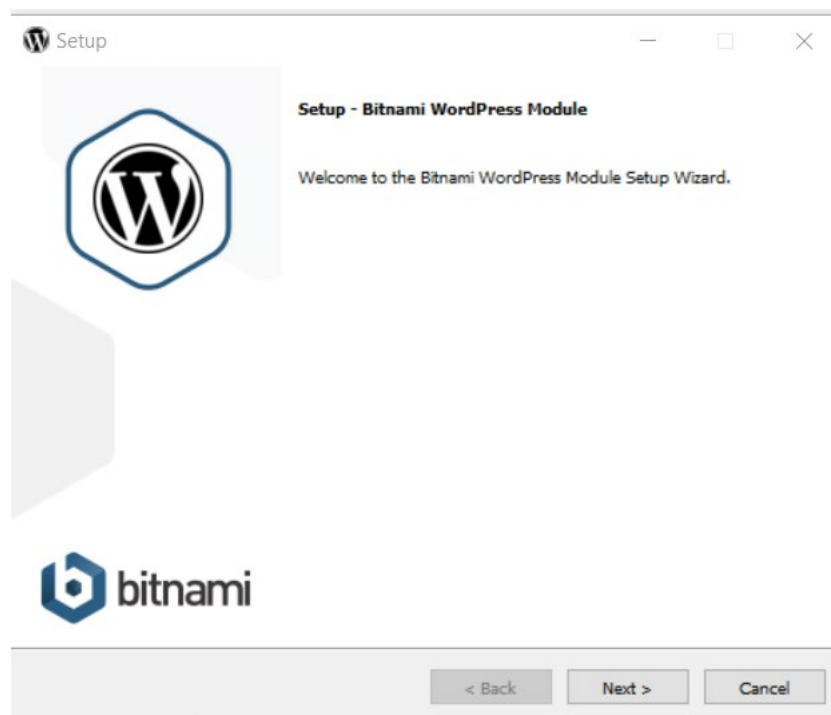 Setup
Setup - Bitnami WordPress Module
Welcome to the Bitnami WordPress Module Setup Wizard.
bitnami
< Back Next > Cancel